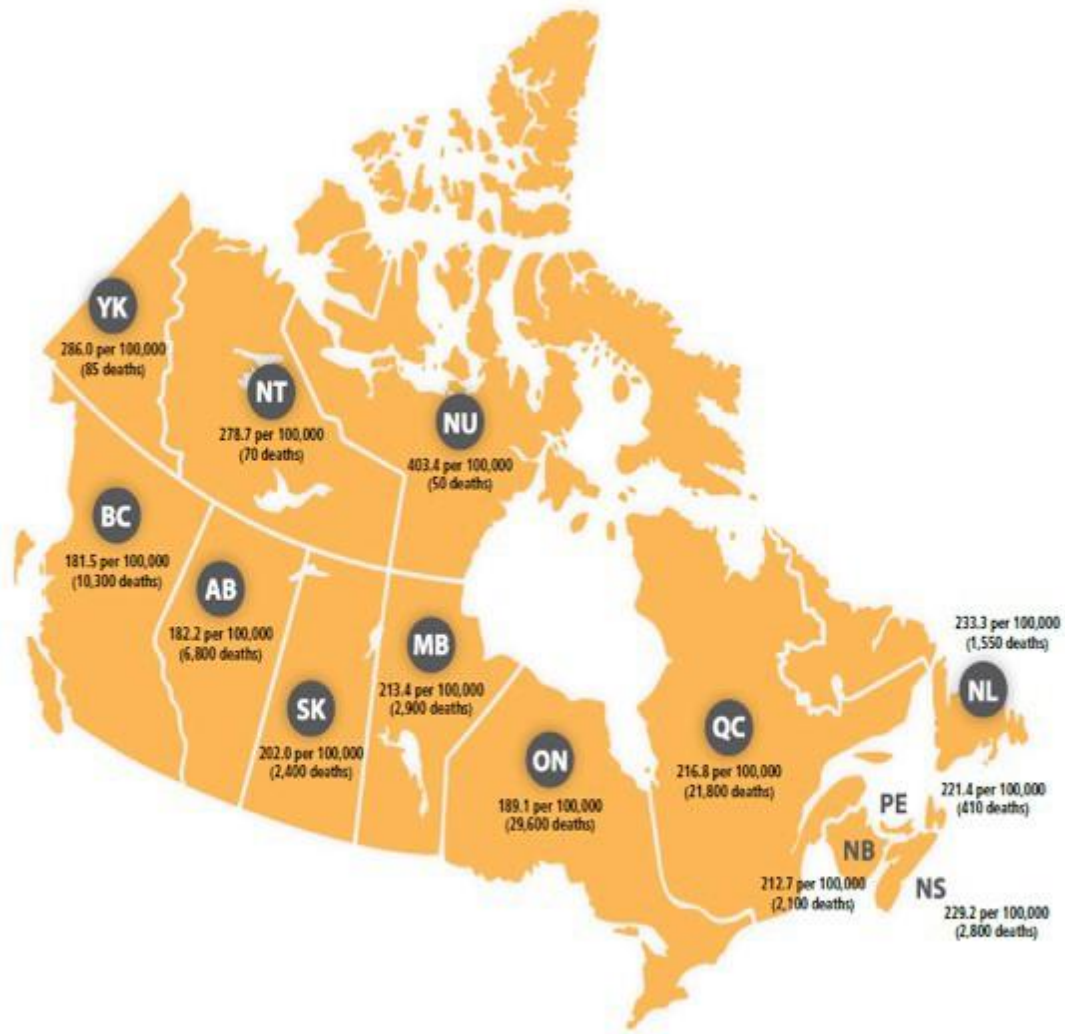 YK
286.0 per 100,000
(85 deaths)
NT
278.7 per 100,000
(70 deaths)
NU
403.4 per 100,000
(50 deaths)
BC
181.5 per 100,000
(10,300 deaths)
AB
182.2 per 100,000
(6,800 deaths)
SK
202.0 per 100,000
(2,400 deaths)
MB
213.4 per 100,000
(2,900 deaths)
ON
189.1 per 100,000
(29,600 deaths)
QC
216.8 per 100,000
(21,800 deaths)
233.3 per 100,000
(1,550 deaths)
NL
PE
221.4 per 100,000
(410 deaths)
NB
212.7 per 100,000
(2,100 deaths)
NS
229.2 per 100,000
(2,800 deaths)